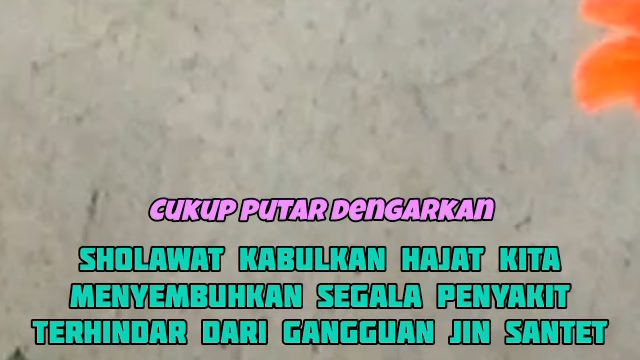 CUKUP PUTAR DENGARKAN
SHOLAWAT KABULKAN HAJAT KITA
MENYEMBUHKAN SEGALA PENYAKIT
TERHINDAR DARI GANGGUAN JIN SANTET